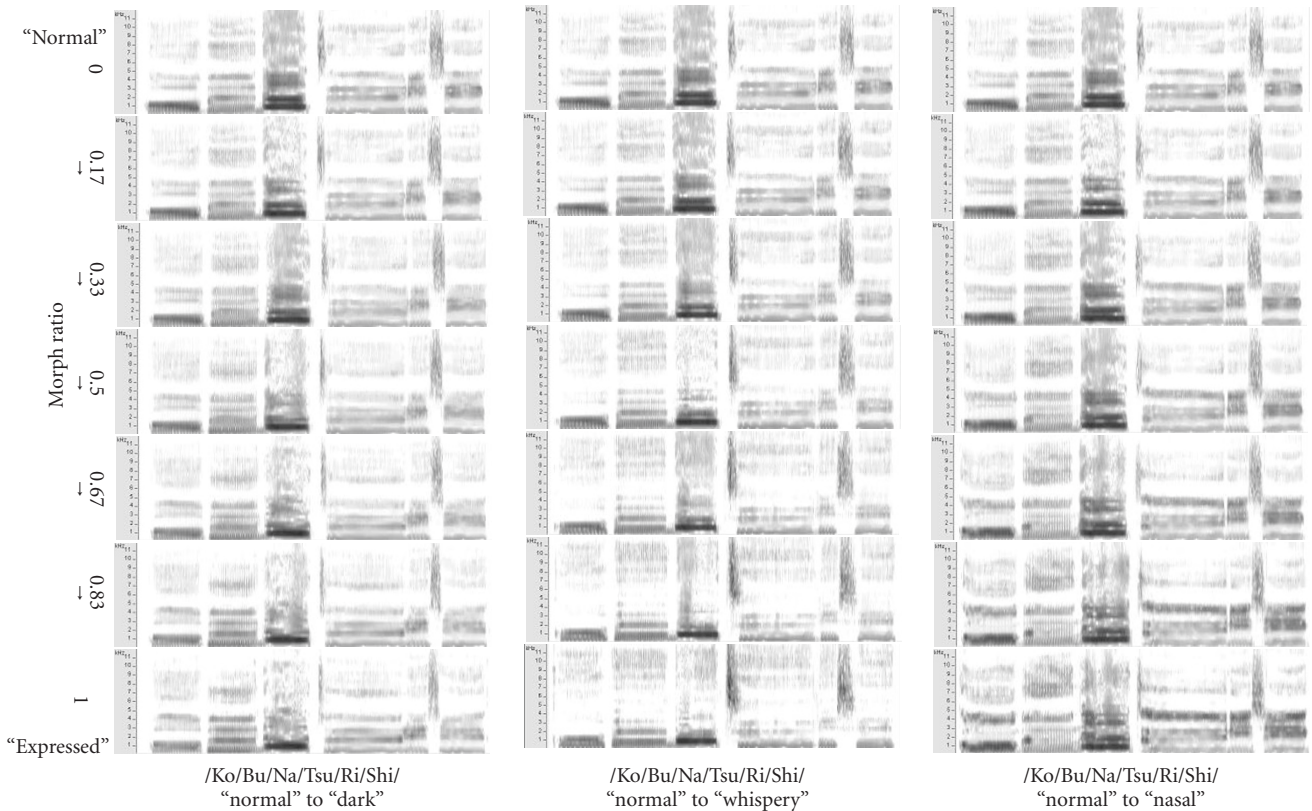 “Normal”
0
0.17
↓
0.33
↓
Morph ratio
0.5
↓
0.67
↓
0.83
↓
1
“Expressed”
/Ko/Bu/Na/Tsu/Ri/Shi/
“normal” to “dark”
/Ko/Bu/Na/Tsu/Ri/Shi/
“normal” to “whispery”
/Ko/Bu/Na/Tsu/Ri/Shi/
“normal” to “nasal”